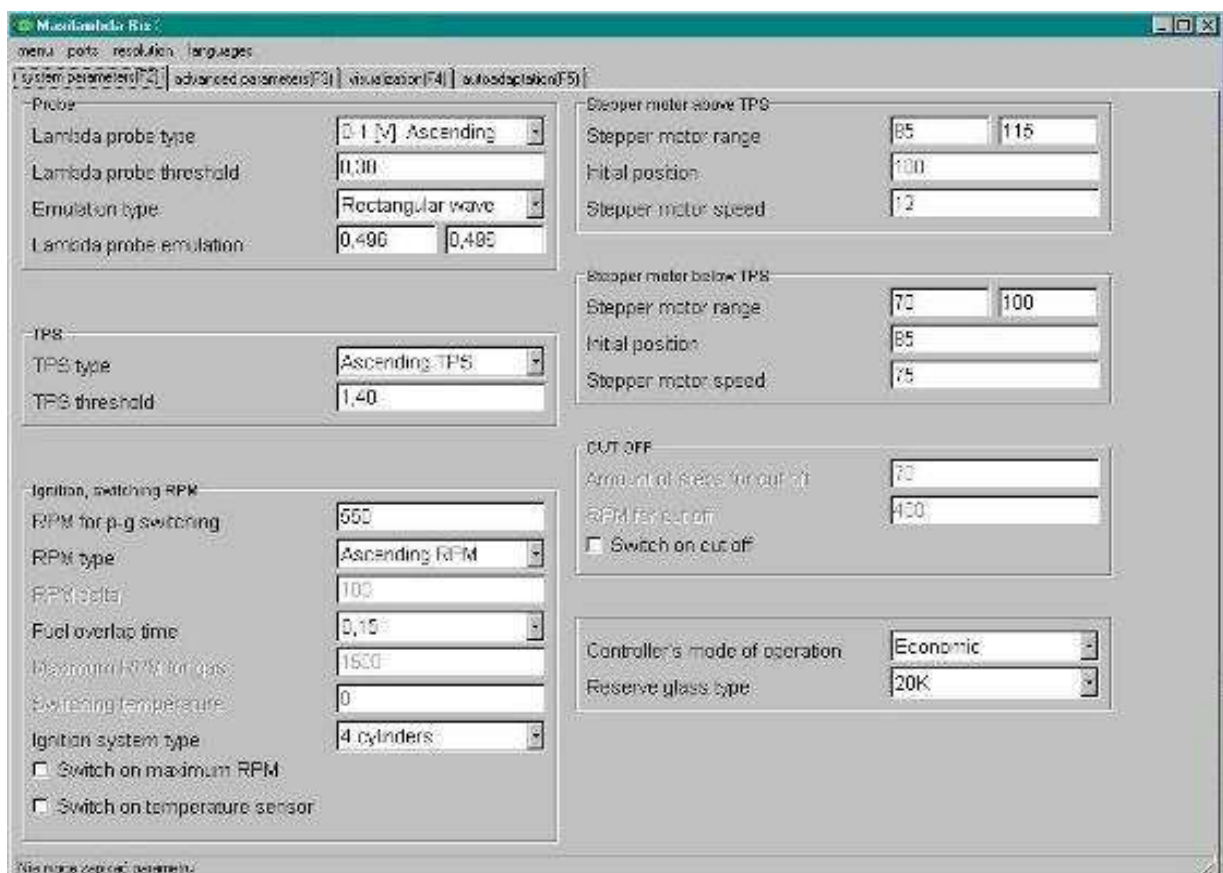 Maxilambda Biz
menu ports resolution languages
system parameters(F2) advanced parameters(F3) visualization(F4) autoadaptation(F5)
Probe
Lambda probe type 0-1 [V] Ascending
Lambda probe threshold
Emulation type Rectangular wave
Lambda probe emulation 0,496 0,495
TPS
TPS type Ascending TPS
TPS threshold 1,40
Ignition, switching RPM
RPM for p-g switching 550
RPM type Ascending RPM
RPM delta 100
Fuel overlap time 0,15
Maximum RPM for gas 1500
Switching temperature 0
Ignition system type 4 cylinders
Switch on maximum RPM
Switch on temperature sensor
Stepper motor above TPS
Stepper motor range 85 115
Initial position 100
Stepper motor speed 12
Stepper motor below TPS
Stepper motor range 70 100
Initial position 85
Stepper motor speed 75
CUT OFF
Amount of steps for cut off 70
RPM for cut off 400
Switch on cut off
Controller's mode of operation Economic
Reserve glass type 20K
Nie mogę zapisać parametru